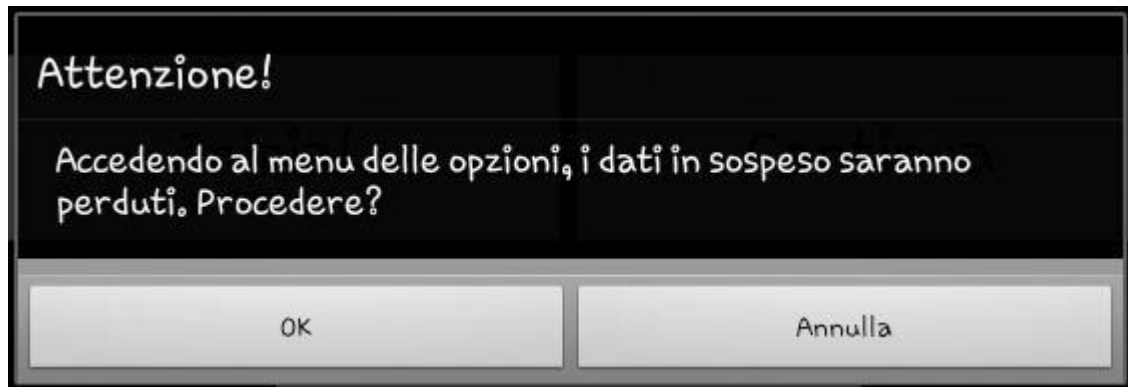 Attenzione!
Accedendo al menu delle opzioni, i dati in sospeso saranno
perduti. Procedere?
OK
Annulla